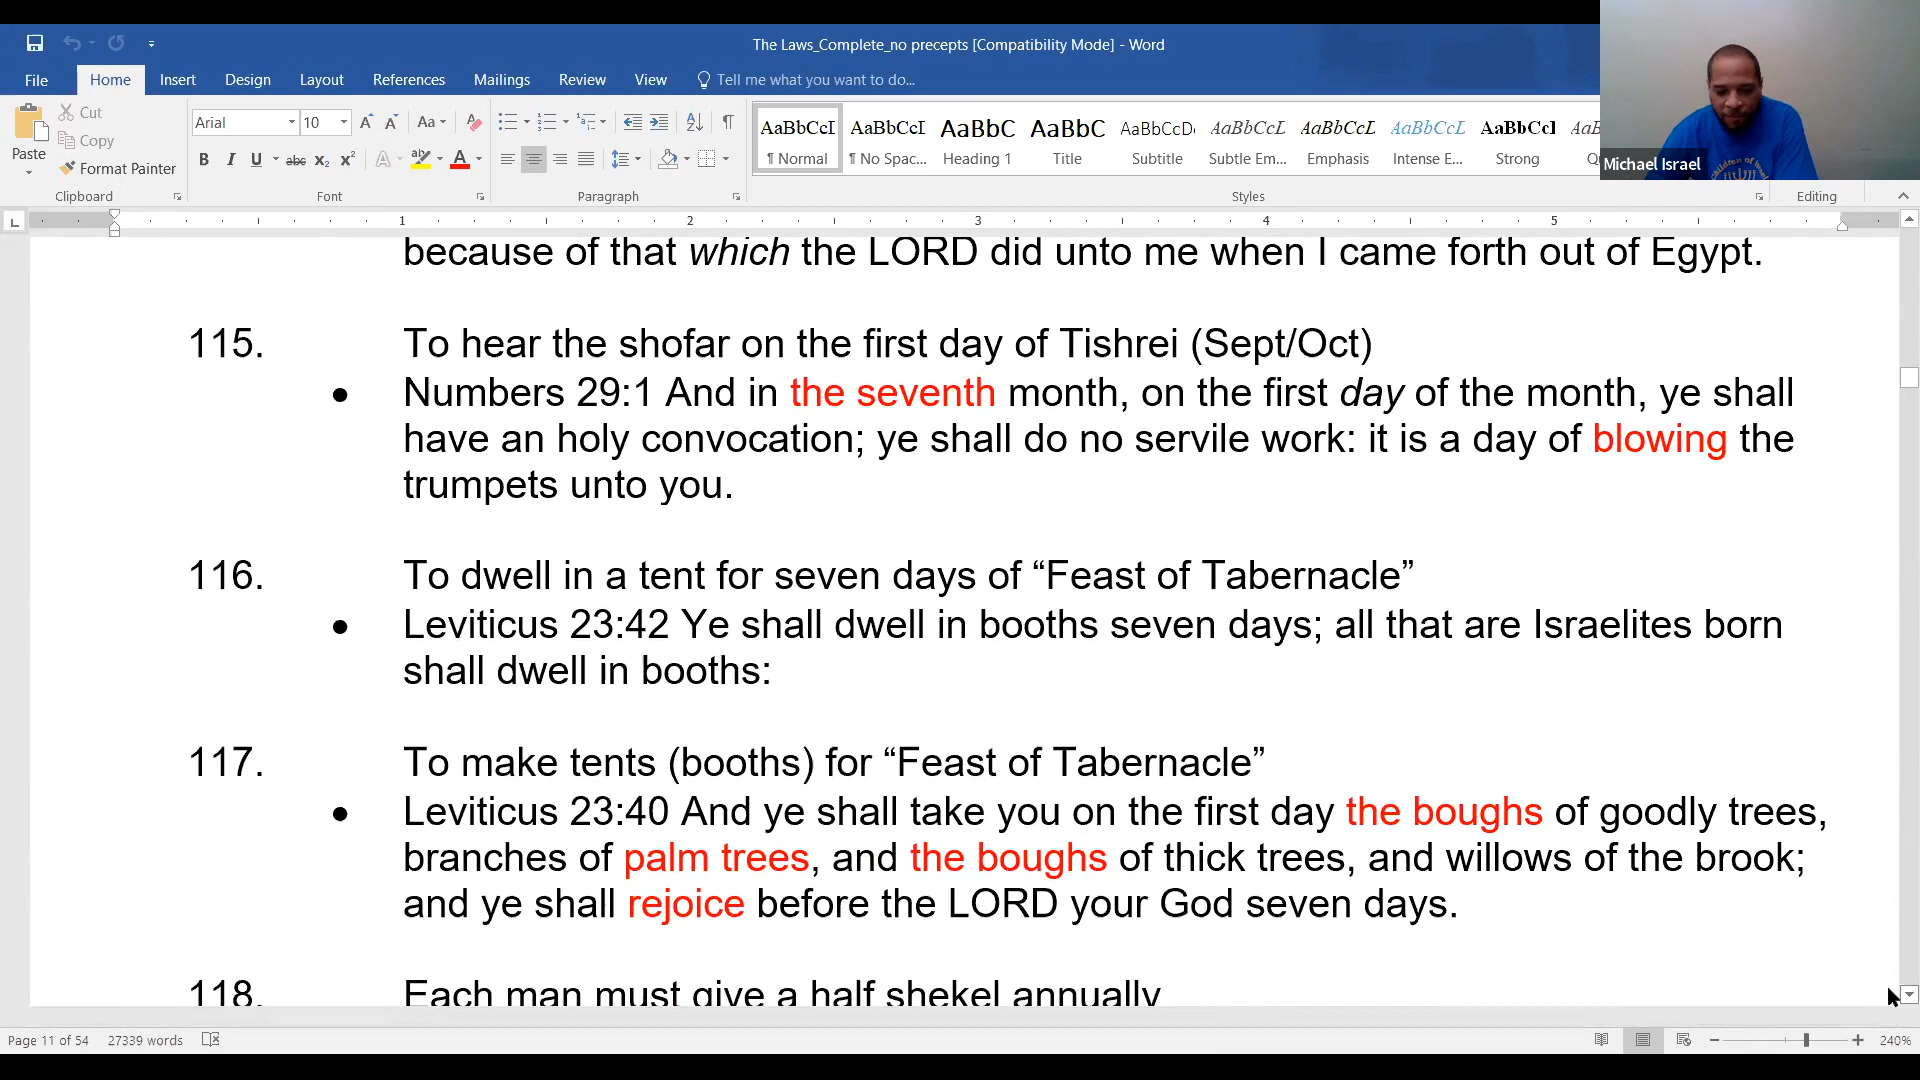 The Laws_Complete_no precepts [Compatibility Mode] - Word
File Home Insert Design Layout References Mailings Review View Tell me what you want to do...
Paste
Cut
Copy
Format Painter
Clipboard
Arial 10
Font
Paragraph
AaBbCcI AaBbCcI AaBbC AaBbC AaBbCcDc AaBbCcL AaBbCcL AaBbCcL AaBbCcI
¶ Normal ¶ No Spac... Heading 1 Title Subtitle Subtle Em... Emphasis Intense E... Strong
Styles
Editing
Michael Israel
1 2 3 4 5
because of that which the LORD did unto me when I came forth out of Egypt.
115. To hear the shofar on the first day of Tishrei (Sept/Oct)
• Numbers 29:1 And in the seventh month, on the first day of the month, ye shall
have an holy convocation; ye shall do no servile work: it is a day of blowing the
trumpets unto you.
116. To dwell in a tent for seven days of “Feast of Tabernacle”
• Leviticus 23:42 Ye shall dwell in booths seven days; all that are Israelites born
shall dwell in booths:
117. To make tents (booths) for “Feast of Tabernacle”
• Leviticus 23:40 And ye shall take you on the first day the boughs of goodly trees,
branches of palm trees, and the boughs of thick trees, and willows of the brook;
and ye shall rejoice before the LORD your God seven days.
118. Each man must give a half shekel annually
Page 11 of 54 27339 words
240%